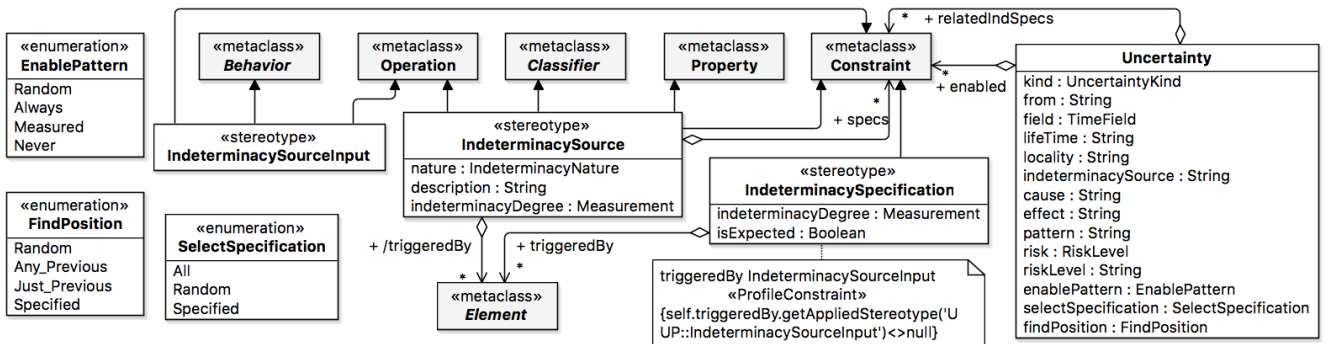 «enumeration»
EnablePattern
Random
Always
Measured
Never
«metaclass»
Behavior
«metaclass»
Operation
«metaclass»
Classifier
«metaclass»
Property
«metaclass»
Constraint
* + relatedIndSpecs
*
+ enabled
*
+ specs
Uncertainty
kind : UncertaintyKind
from : String
field : TimeField
lifeTime : String
locality : String
indeterminacySource : String
cause : String
effect : String
pattern : String
risk : RiskLevel
riskLevel : String
enablePattern : EnablePattern
selectSpecification : SelectSpecification
findPosition : FindPosition
«stereotype»
IndeterminacySourceInput
«stereotype»
IndeterminacySource
nature : IndeterminacyNature
description : String
indeterminacyDegree : Measurement
«stereotype»
IndeterminacySpecification
indeterminacyDegree : Measurement
isExpected : Boolean
«enumeration»
FindPosition
Random
Any_Previous
Just_Previous
Specified
«enumeration»
SelectSpecification
All
Random
Specified
+ /triggeredBy
*
+ triggeredBy
*
«metaclass»
Element
triggeredBy IndeterminacySourceInput
«ProfileConstraint»
{self.triggeredBy.getAppliedStereotype('U
UP::IndeterminacySourceInput')<>null}